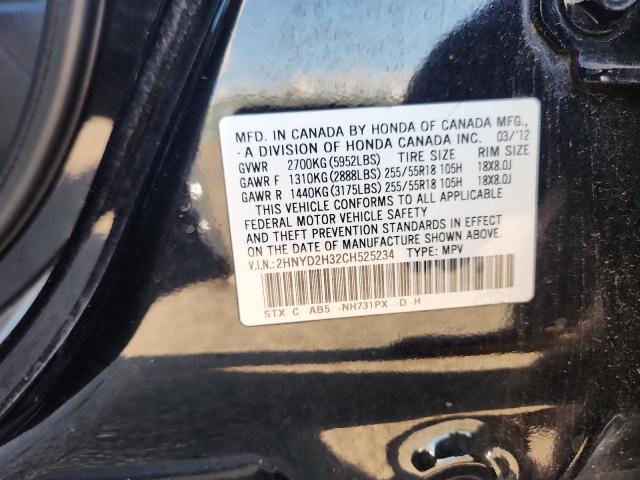 MFD. IN CANADA BY HONDA OF CANADA MFG.,
A DIVISION OF HONDA CANADA INC. 03/'12
GVWR 2700KG(5952LBS) TIRE SIZE RIM SIZE
GAWR F 1310KG(2888LBS) 255/55R18 105H 18X8.0J
GAWR R 1440KG(3175LBS) 255/55R18 105H 18X8.0J
THIS VEHICLE CONFORMS TO ALL APPLICABLE
FEDERAL MOTOR VEHICLE SAFETY
AND THEFT PREVENTION STANDARDS IN EFFECT
ON THE DATE OF MANUFACTURE SHOWN ABOVE.
V.I.N.:2HNYD2H32CH525234 TYPE: MPV
STX C AB5 -NH731PX -D -H